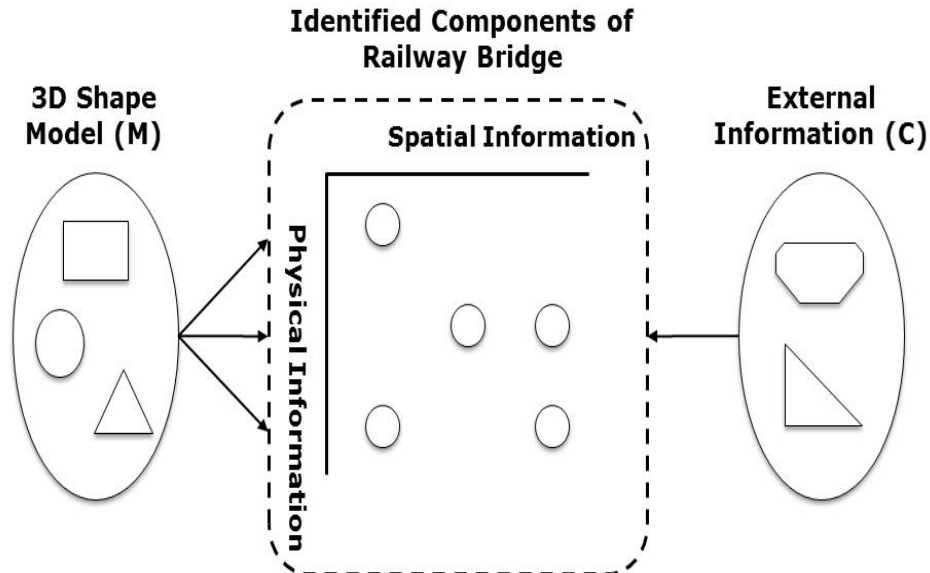 Identified Components of
Railway Bridge
3D Shape
Model (M)
External
Information (C)
Spatial Information
Physical Information